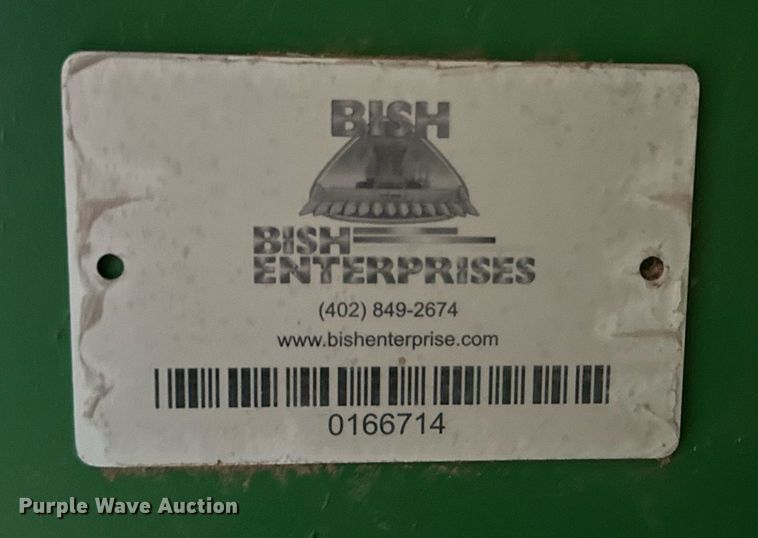 BISH
BISH
ENTERPRISES
(402) 849-2674
www.bishenterprise.com
0166714
Purple Wave Auction